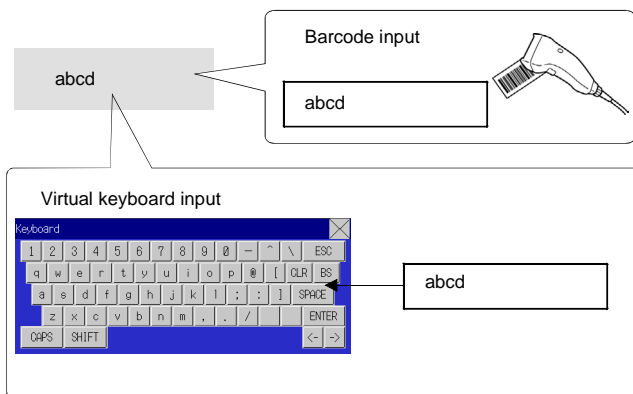 Barcode input
abcd
abcd
Virtual keyboard input
Keyboard
1 2 3 4 5 6 7 8 9 0 — ^ \ ESC
q w e r t y u i o p @ [ CLR BS
a s d f g h j k l ; : ] SPACE
abcd
z x c v b n m , . / ENTER
CAPS SHIFT <- ->